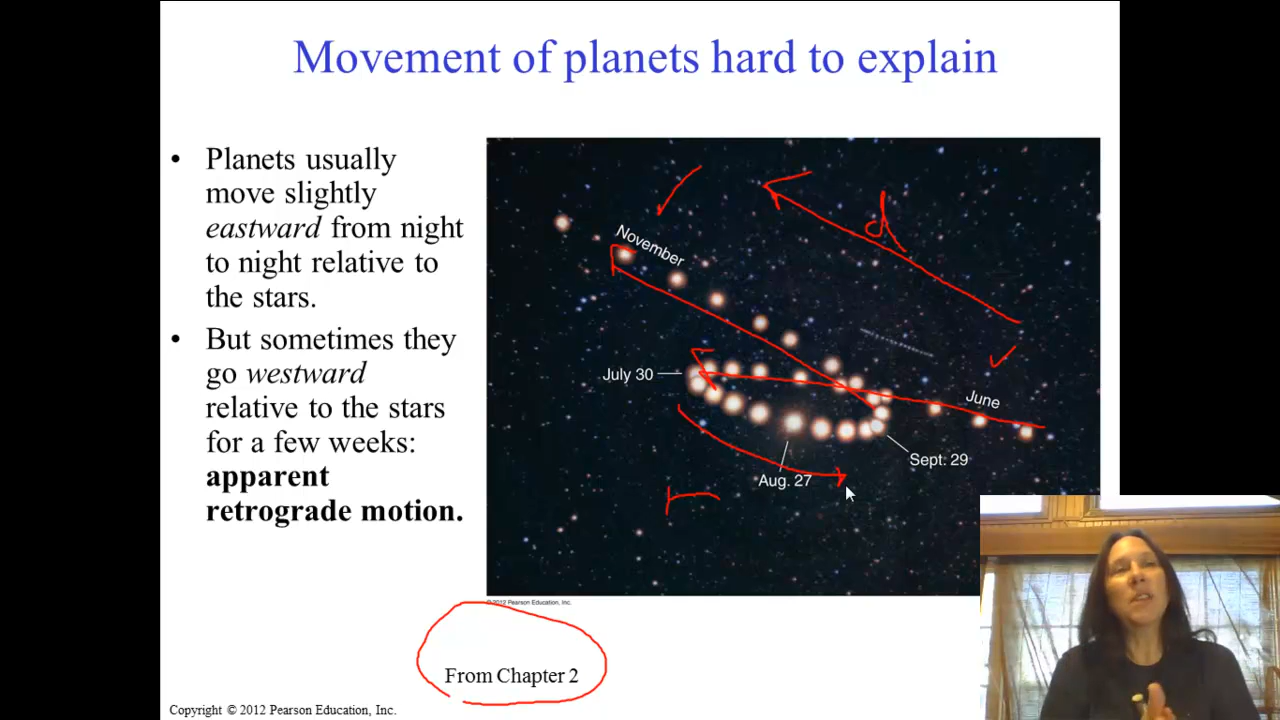 Movement of planets hard to explain
• Planets usually
move slightly
eastward from night
to night relative to
the stars.
• But sometimes they
go westward
relative to the stars
for a few weeks:
apparent
retrograde motion.
d
November
July 30
June
Sept. 29
Aug. 27
r
© 2012 Pearson Education, Inc.
From Chapter 2
Copyright © 2012 Pearson Education, Inc.